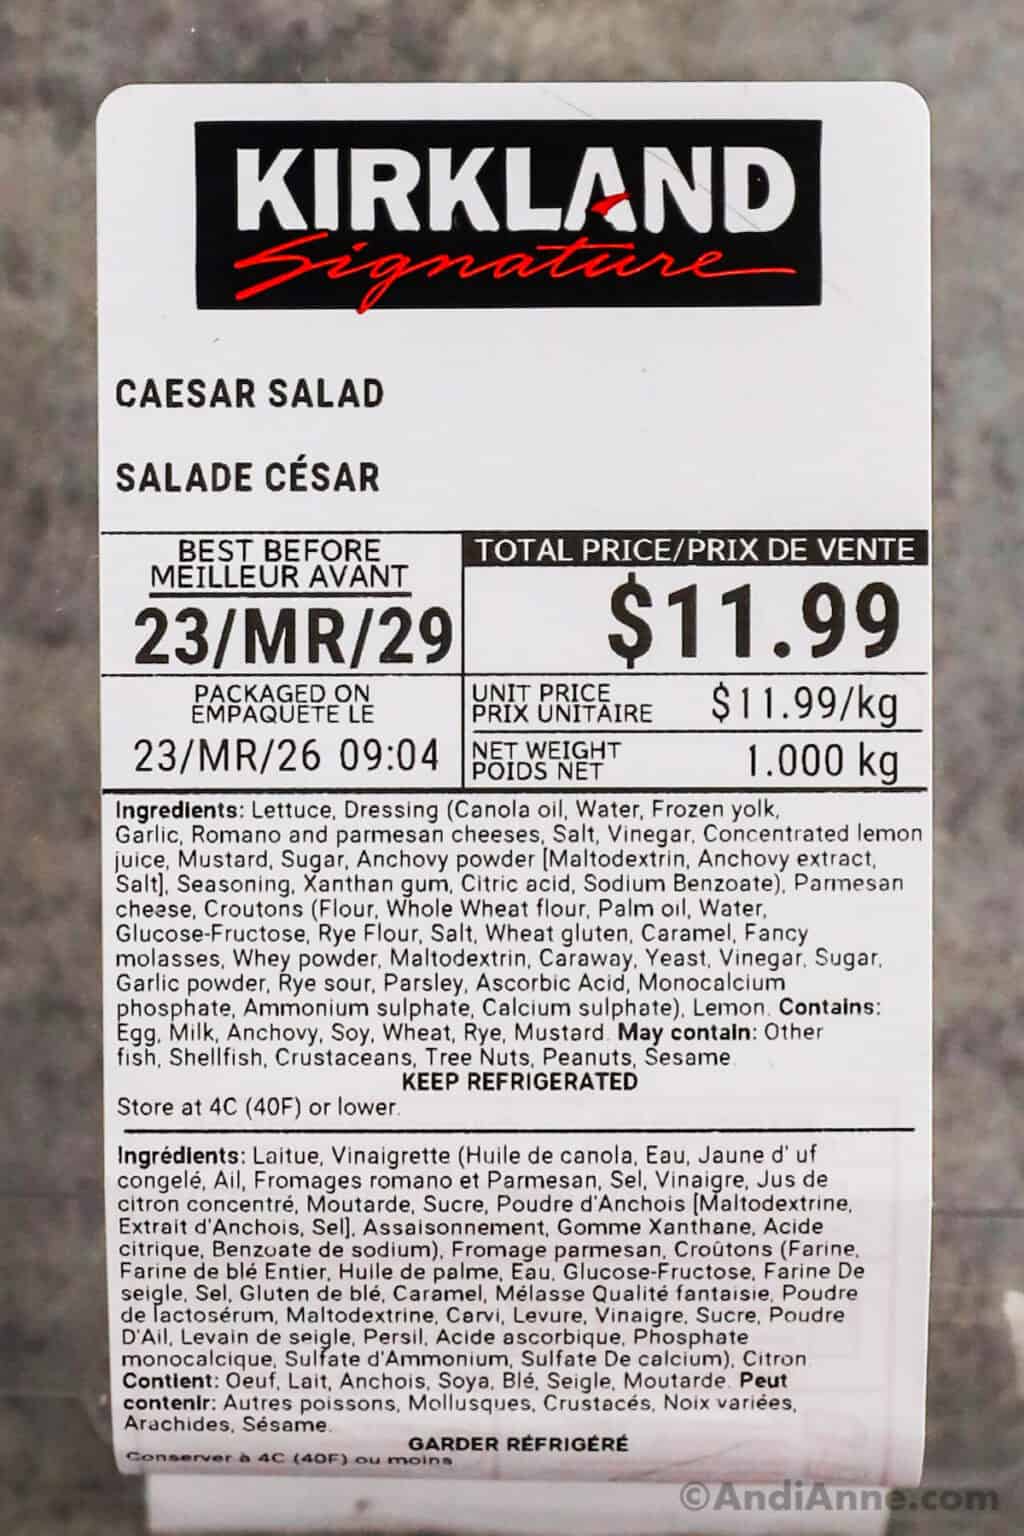 KIRKLAND
Signature
CAESAR SALAD
SALADE CÉSAR
BEST BEFORE
MEILLEUR AVANT
23/MR/29
TOTAL PRICE/PRIX DE VENTE
$11.99
PACKAGED ON
EMPAQUETE LE
23/MR/26 09:04
UNIT PRICE
PRIX UNITAIRE
$11.99/kg
NET WEIGHT
POIDS NET
1.000 kg
Ingredients: Lettuce, Dressing (Canola oil, Water, Frozen yolk,
Garlic, Romano and parmesan cheeses, Salt, Vinegar, Concentrated lemon
juice, Mustard, Sugar, Anchovy powder [Maltodextrin, Anchovy extract,
Salt], Seasoning, Xanthan gum, Citric acid, Sodium Benzoate), Parmesan
cheese, Croutons (Flour, Whole Wheat flour, Palm oil, Water,
Glucose-Fructose, Rye Flour, Salt, Wheat gluten, Caramel, Fancy
molasses, Whey powder, Maltodextrin, Caraway, Yeast, Vinegar, Sugar,
Garlic powder, Rye sour, Parsley, Ascorbic Acid, Monocalcium
phosphate, Ammonium sulphate, Calcium sulphate), Lemon. Contains:
Egg, Milk, Anchovy, Soy, Wheat, Rye, Mustard. May contain: Other
fish, Shellfish, Crustaceans, Tree Nuts, Peanuts, Sesame.
KEEP REFRIGERATED
Store at 4C (40F) or lower.
Ingrédients: Laitue, Vinaigrette (Huile de canola, Eau, Jaune d' uf
congelé, Ail, Fromages romano et Parmesan, Sel, Vinaigre, Jus de
citron concentré, Moutarde, Sucre, Poudre d'Anchois [Maltodextrine,
Extrait d'Anchois, Sel], Assaisonnement, Gomme Xanthane, Acide
citrique, Benzoate de sodium), Fromage parmesan, Croûtons (Farine,
Farine de blé Entier, Huile de palme, Eau, Glucose-Fructose, Farine De
seigle, Sel, Gluten de blé, Caramel, Mélasse Qualité fantaisie, Poudre
de lactosérum, Maltodextrine, Carvi, Levure, Vinaigre, Sucre, Poudre
D'Ail, Levain de seigle, Persil, Acide ascorbique, Phosphate
monocalcique, Sulfate d'Ammonium, Sulfate De calcium), Citron.
Contient: Oeuf, Lait, Anchois, Soya, Blé, Seigle, Moutarde. Peut
contenir: Autres poissons, Mollusques, Crustacés, Noix variées,
Arachides, Sésame.
GARDER RÉFRIGÉRÉ
Conserver à 4C (40F) ou moins
©AndiAnne.com